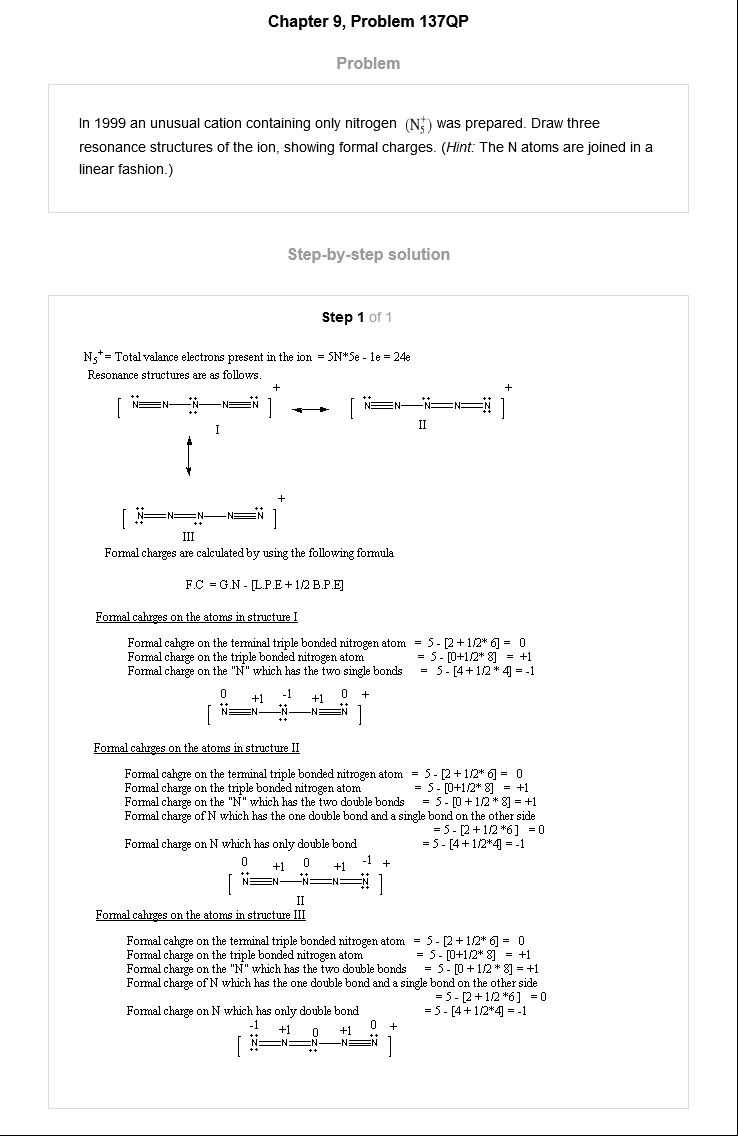 Chapter 9, Problem 137QP
Problem
In 1999 an unusual cation containing only nitrogen (N₅⁺) was prepared. Draw three
resonance structures of the ion, showing formal charges. (Hint: The N atoms are joined in a
linear fashion.)
Step-by-step solution
Step 1 of 1
N₅⁺= Total valance electrons present in the ion = 5N*5e - 1e = 24e
Resonance structures are as follows.
[ N≡N—N—N≡N ]⁺ ↔ [ N≡N—N=N=N ]⁺
I II
[ N=N=N—N≡N ]⁺
III
Formal charges are calculated by using the following formula
F.C = G.N - [L.P.E + 1/2 B.P.E]
Formal cahrges on the atoms in structure I
Formal cahgre on the terminal triple bonded nitrogen atom = 5 - [2 + 1/2* 6] = 0
Formal charge on the triple bonded nitrogen atom = 5 - [0+1/2* 8] = +1
Formal charge on the "N" which has the two single bonds = 5 - [4 + 1/2 * 4] = -1
0 +1 -1 +1 0 +
[ N≡N—N—N≡N ]
Formal cahrges on the atoms in structure II
Formal cahgre on the terminal triple bonded nitrogen atom = 5 - [2 + 1/2* 6] = 0
Formal charge on the triple bonded nitrogen atom = 5 - [0+1/2* 8] = +1
Formal charge on the "N" which has the two double bonds = 5 - [0 + 1/2 * 8] = +1
Formal charge of N which has the one double bond and a single bond on the other side
= 5 - [2 + 1/2 *6 ] = 0
Formal charge on N which has only double bond = 5 - [4 + 1/2*4] = -1
0 +1 0 +1 -1 +
[ N≡N—N=N=N ]
II
Formal cahrges on the atoms in structure III
Formal cahgre on the terminal triple bonded nitrogen atom = 5 - [2 + 1/2* 6] = 0
Formal charge on the triple bonded nitrogen atom = 5 - [0+1/2* 8] = +1
Formal charge on the "N" which has the two double bonds = 5 - [0 + 1/2 * 8] = +1
Formal charge of N which has the one double bond and a single bond on the other side
= 5 - [2 + 1/2 *6 ] = 0
Formal charge on N which has only double bond = 5 - [4 + 1/2*4] = -1
-1 +1 0 +1 0 +
[ N=N=N—N≡N ]